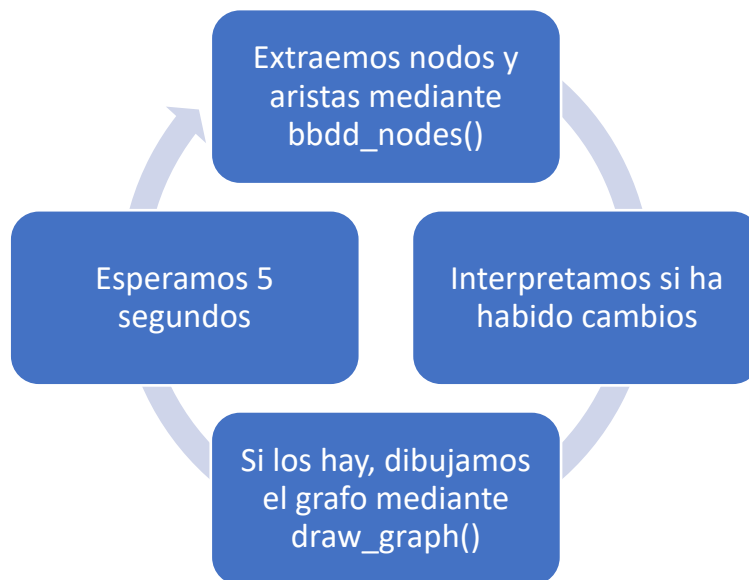 Extraemos nodos y
aristas mediante
bbdd_nodes()
Interpretamos si ha
habido cambios
Si los hay, dibujamos
el grafo mediante
draw_graph()
Esperamos 5
segundos